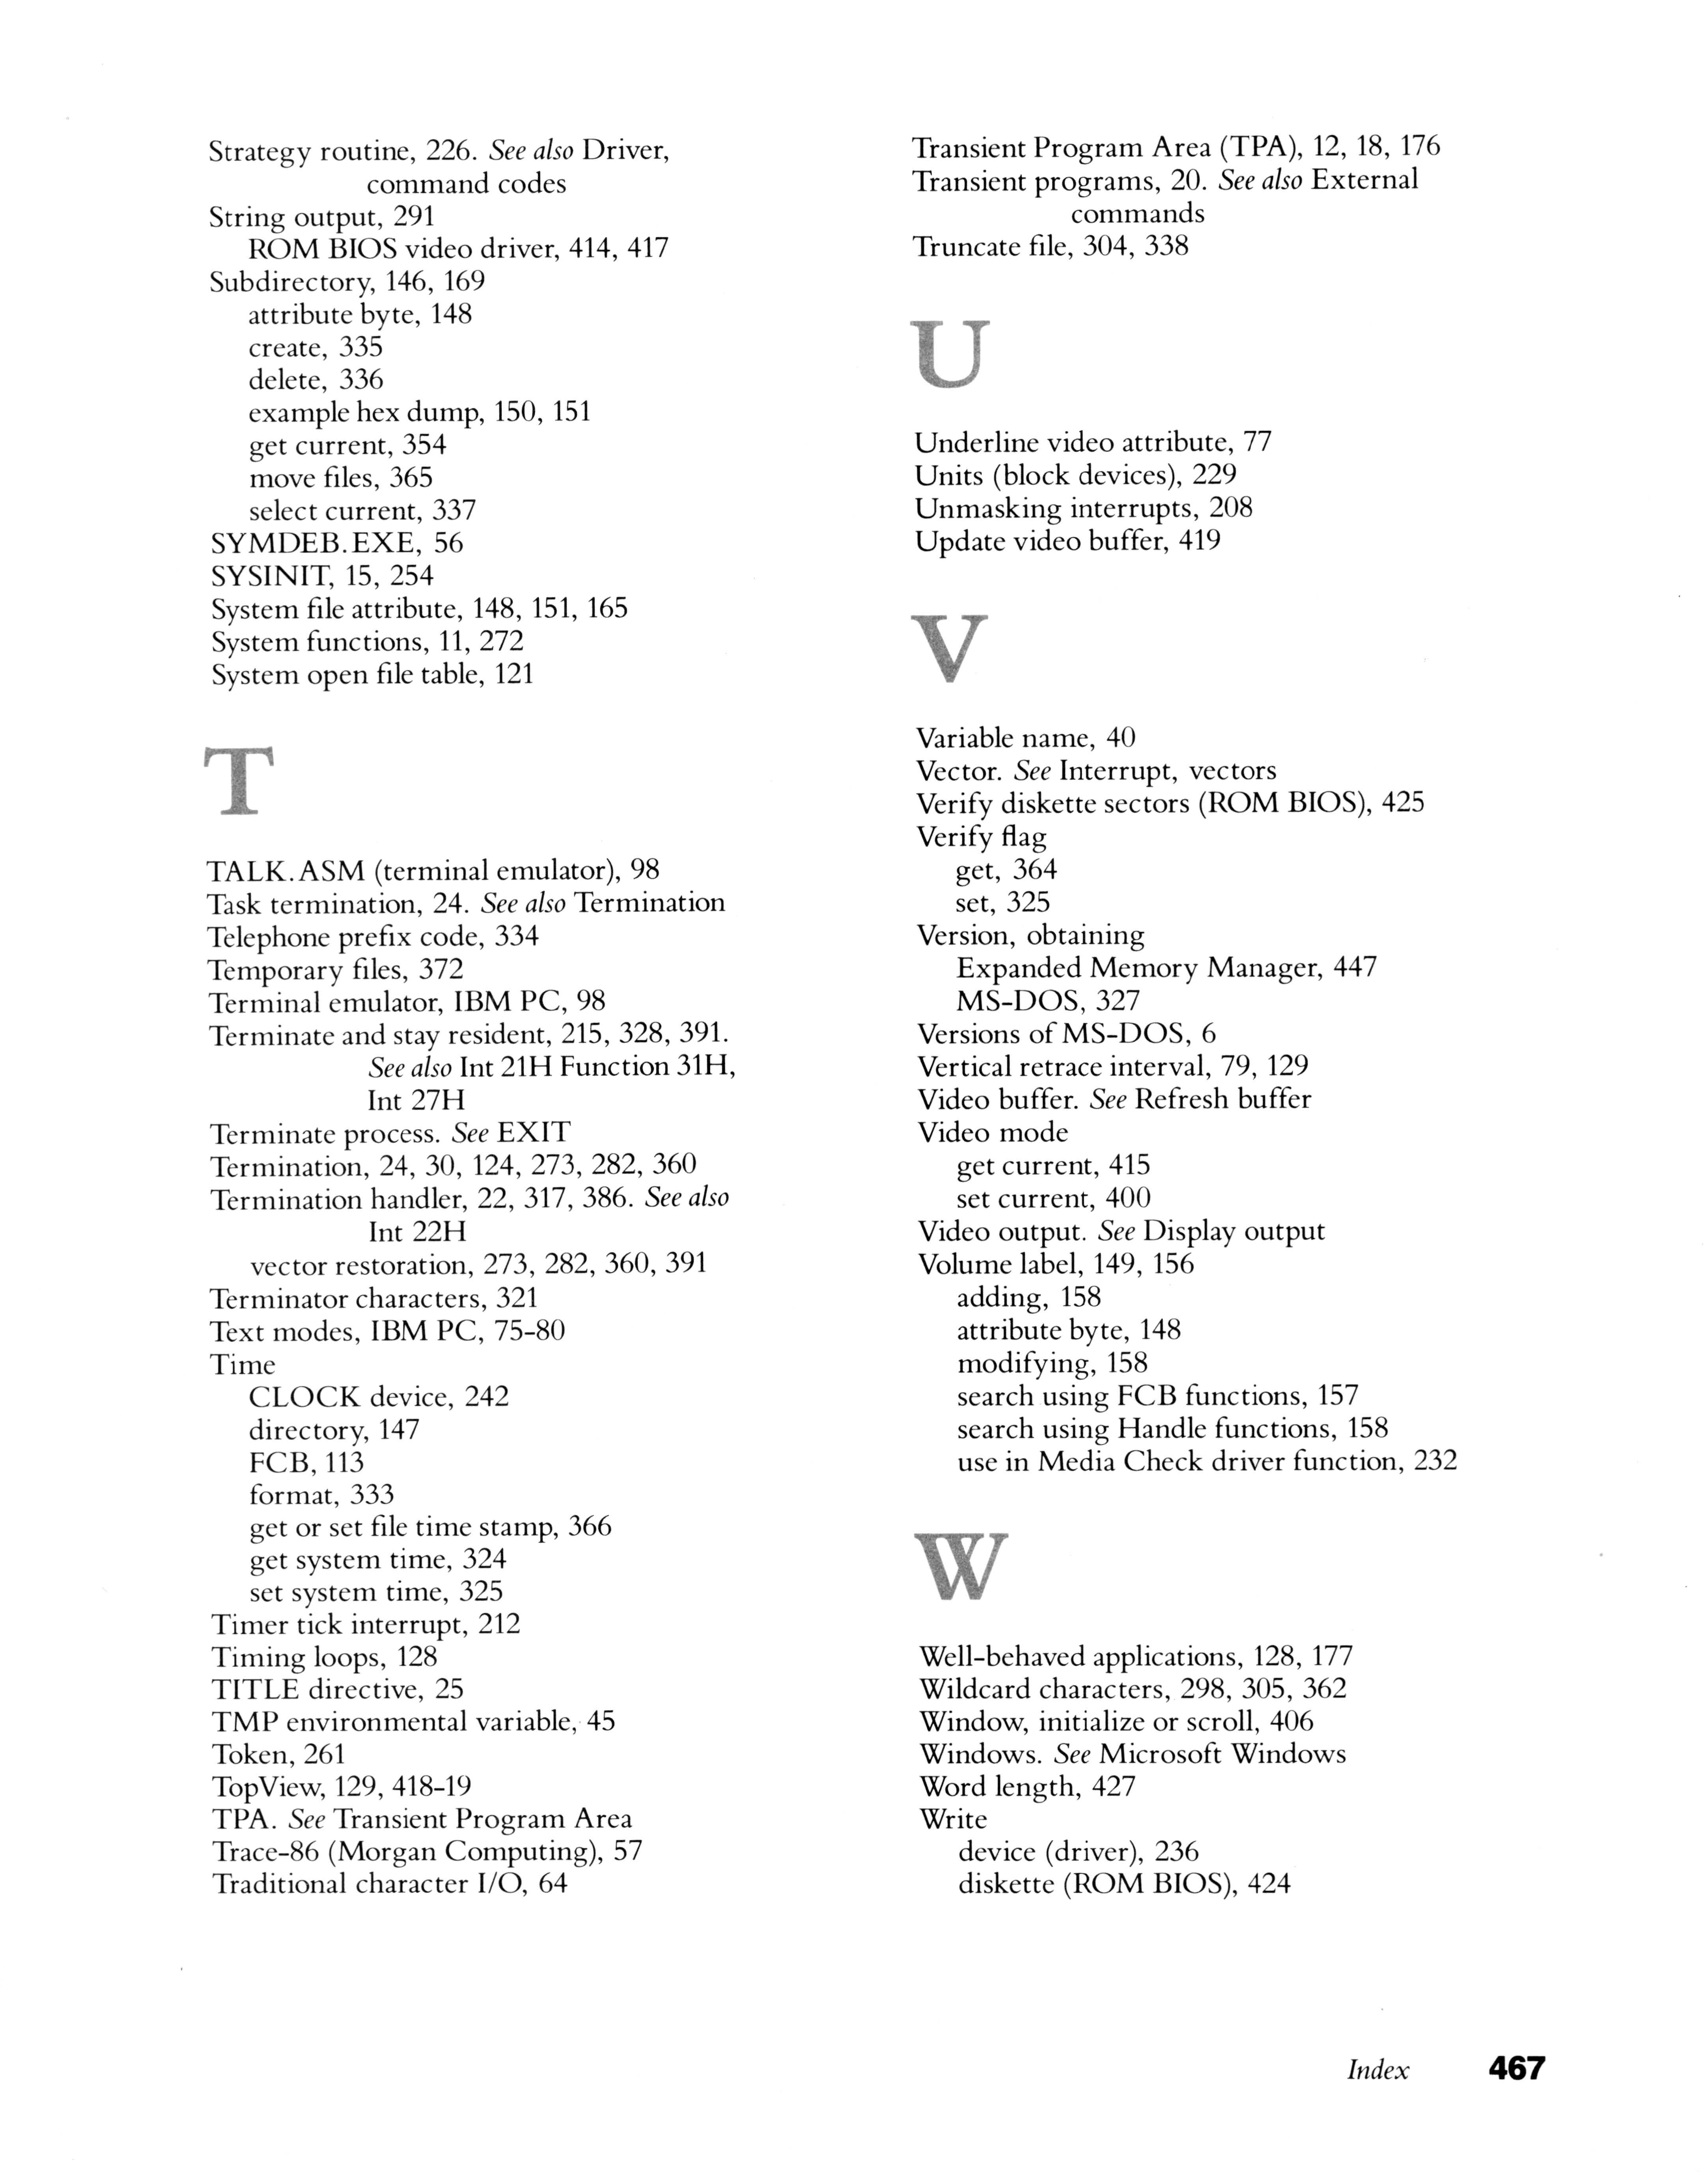 Strategy routine, 226. See also Driver,
command codes
String output, 291
ROM BIOS video driver, 414, 417
Subdirectory, 146, 169
attribute byte, 148
create, 335
delete, 336
example hex dump, 150, 151
get current, 354
move files, 365
select current, 337
SYMDEB.EXE, 56
SYSINIT, 15, 254
System file attribute, 148, 151, 165
System functions, 11, 272
System open file table, 121
T
TALK.ASM (terminal emulator), 98
Task termination, 24. See also Termination
Telephone prefix code, 334
Temporary files, 372
Terminal emulator, IBM PC, 98
Terminate and stay resident, 215, 328, 391.
See also Int 21H Function 31H,
Int 27H
Terminate process. See EXIT
Termination, 24, 30, 124, 273, 282, 360
Termination handler, 22, 317, 386. See also
Int 22H
vector restoration, 273, 282, 360, 391
Terminator characters, 321
Text modes, IBM PC, 75-80
Time
CLOCK device, 242
directory, 147
FCB, 113
format, 333
get or set file time stamp, 366
get system time, 324
set system time, 325
Timer tick interrupt, 212
Timing loops, 128
TITLE directive, 25
TMP environmental variable, 45
Token, 261
TopView, 129, 418-19
TPA. See Transient Program Area
Trace-86 (Morgan Computing), 57
Traditional character I/O, 64
Transient Program Area (TPA), 12, 18, 176
Transient programs, 20. See also External
commands
Truncate file, 304, 338
U
Underline video attribute, 77
Units (block devices), 229
Unmasking interrupts, 208
Update video buffer, 419
V
Variable name, 40
Vector. See Interrupt, vectors
Verify diskette sectors (ROM BIOS), 425
Verify flag
get, 364
set, 325
Version, obtaining
Expanded Memory Manager, 447
MS-DOS, 327
Versions of MS-DOS, 6
Vertical retrace interval, 79, 129
Video buffer. See Refresh buffer
Video mode
get current, 415
set current, 400
Video output. See Display output
Volume label, 149, 156
adding, 158
attribute byte, 148
modifying, 158
search using FCB functions, 157
search using Handle functions, 158
use in Media Check driver function, 232
W
Well-behaved applications, 128, 177
Wildcard characters, 298, 305, 362
Window, initialize or scroll, 406
Windows. See Microsoft Windows
Word length, 427
Write
device (driver), 236
diskette (ROM BIOS), 424
Index 467